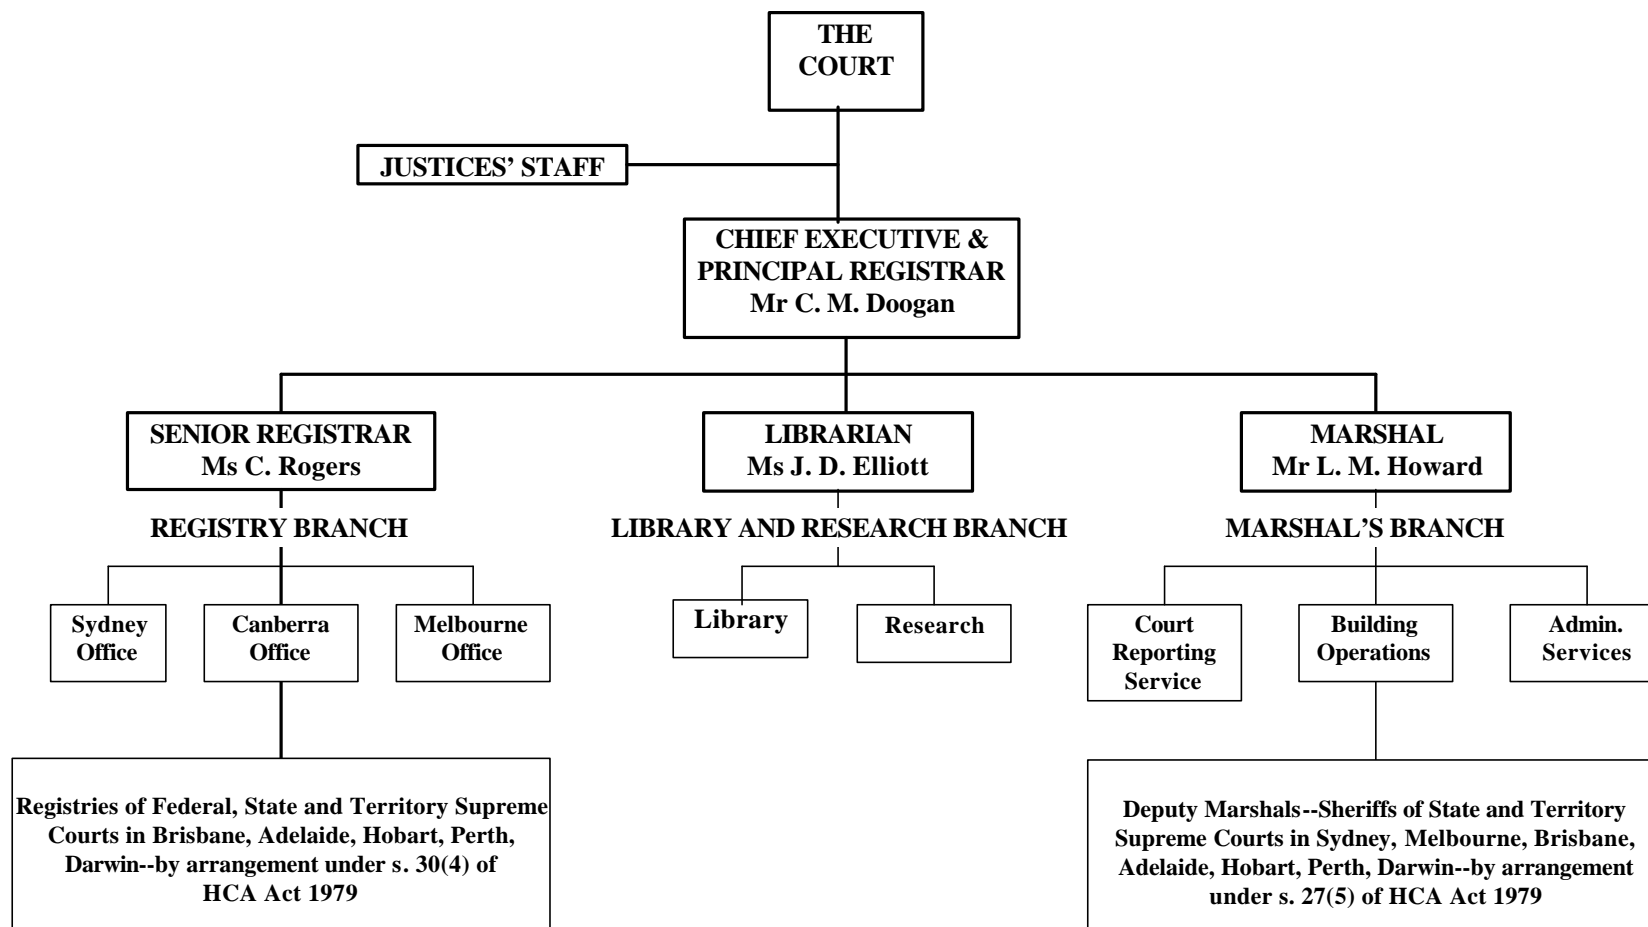 THE
COURT
JUSTICES’ STAFF
CHIEF EXECUTIVE &
PRINCIPAL REGISTRAR
Mr C. M. Doogan
SENIOR REGISTRAR
Ms C. Rogers
LIBRARIAN
Ms J. D. Elliott
MARSHAL
Mr L. M. Howard
REGISTRY BRANCH
LIBRARY AND RESEARCH BRANCH
MARSHAL’S BRANCH
Sydney
Office
Canberra
Office
Melbourne
Office
Library
Research
Court
Reporting
Service
Building
Operations
Admin.
Services
Registries of Federal, State and Territory Supreme
Courts in Brisbane, Adelaide, Hobart, Perth,
Darwin--by arrangement under s. 30(4) of
HCA Act 1979
Deputy Marshals--Sheriffs of State and Territory
Supreme Courts in Sydney, Melbourne, Brisbane,
Adelaide, Hobart, Perth, Darwin--by arrangement
under s. 27(5) of HCA Act 1979